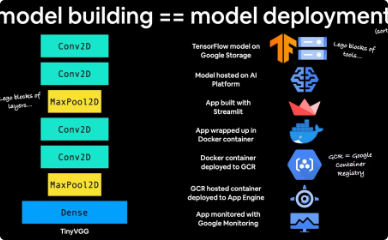 model building == model deployment
(sort
Conv2D
Conv2D
Lego blocks of
layers...
MaxPool2D
Conv2D
Conv2D
MaxPool2D
Dense
TinyVGG
TensorFlow model on
Google Storage
Lego blocks of
tools...
Model hosted on AI
Platform
App built with
Streamlit
App wrapped up in
Docker container
Docker container
deployed to GCR
GCR = Google
Container
Registry
GCR hosted container
deployed to App Engine
App monitored with
Google Monitoring